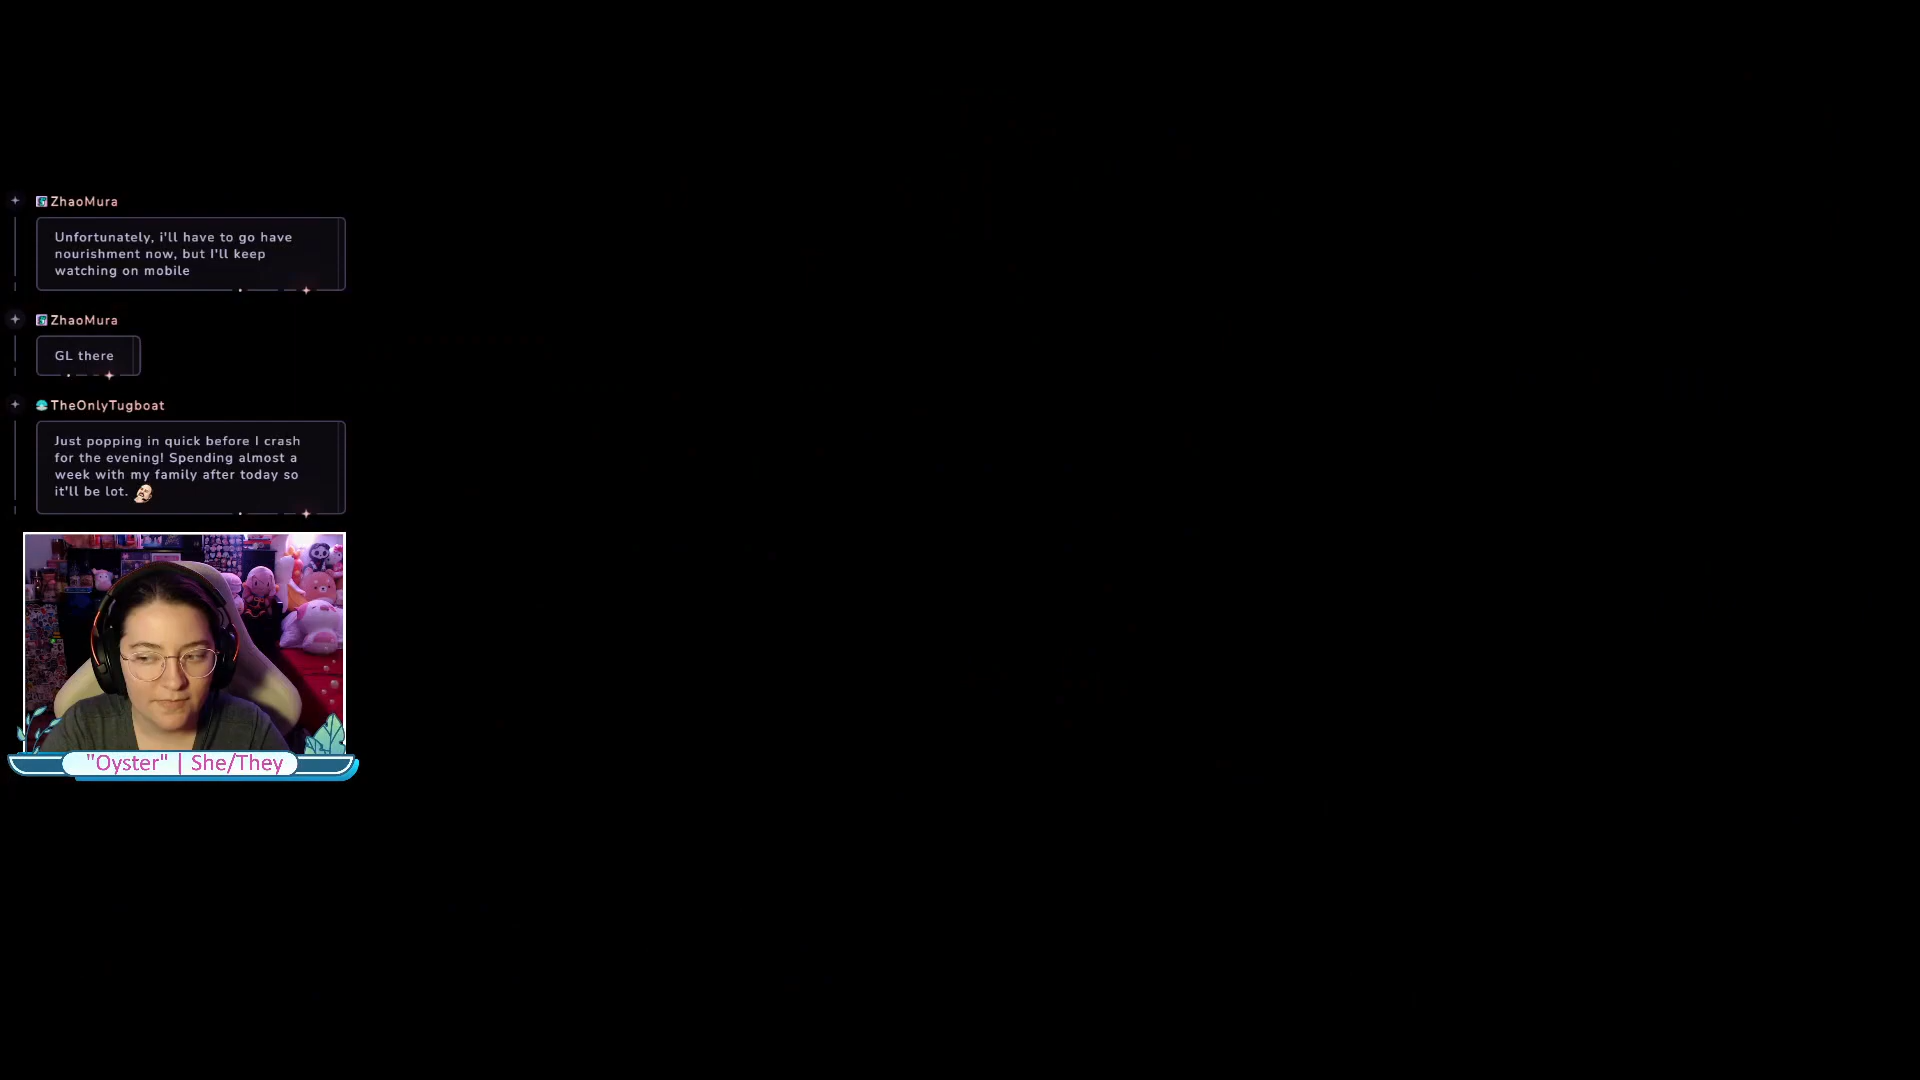 ZhaoMura
Unfortunately, i'll have to go have
nourishment now, but I'll keep
watching on mobile
ZhaoMura
GL there
TheOnlyTugboat
Just popping in quick before I crash
for the evening! Spending almost a
week with my family after today so
it'll be lot.
"Oyster" | She/They